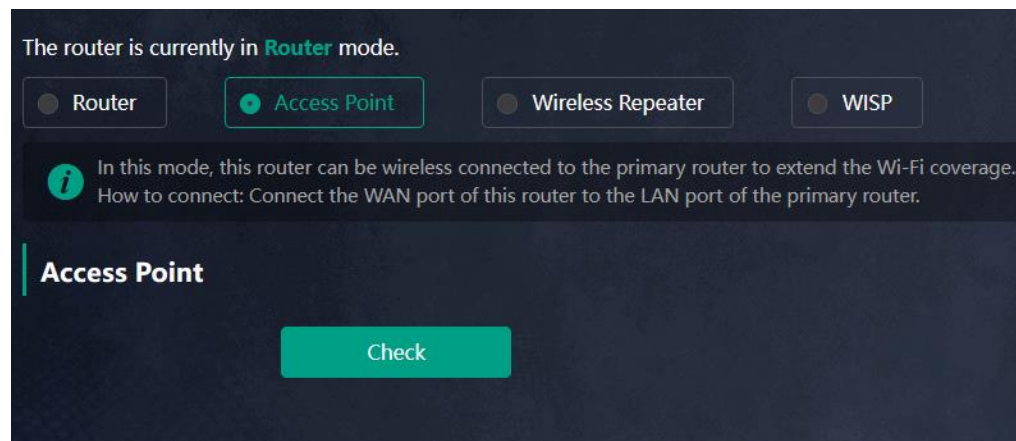 The router is currently in Router mode.
Router Access Point Wireless Repeater WISP
In this mode, this router can be wireless connected to the primary router to extend the Wi-Fi coverage.
How to connect: Connect the WAN port of this router to the LAN port of the primary router.
Access Point
Check